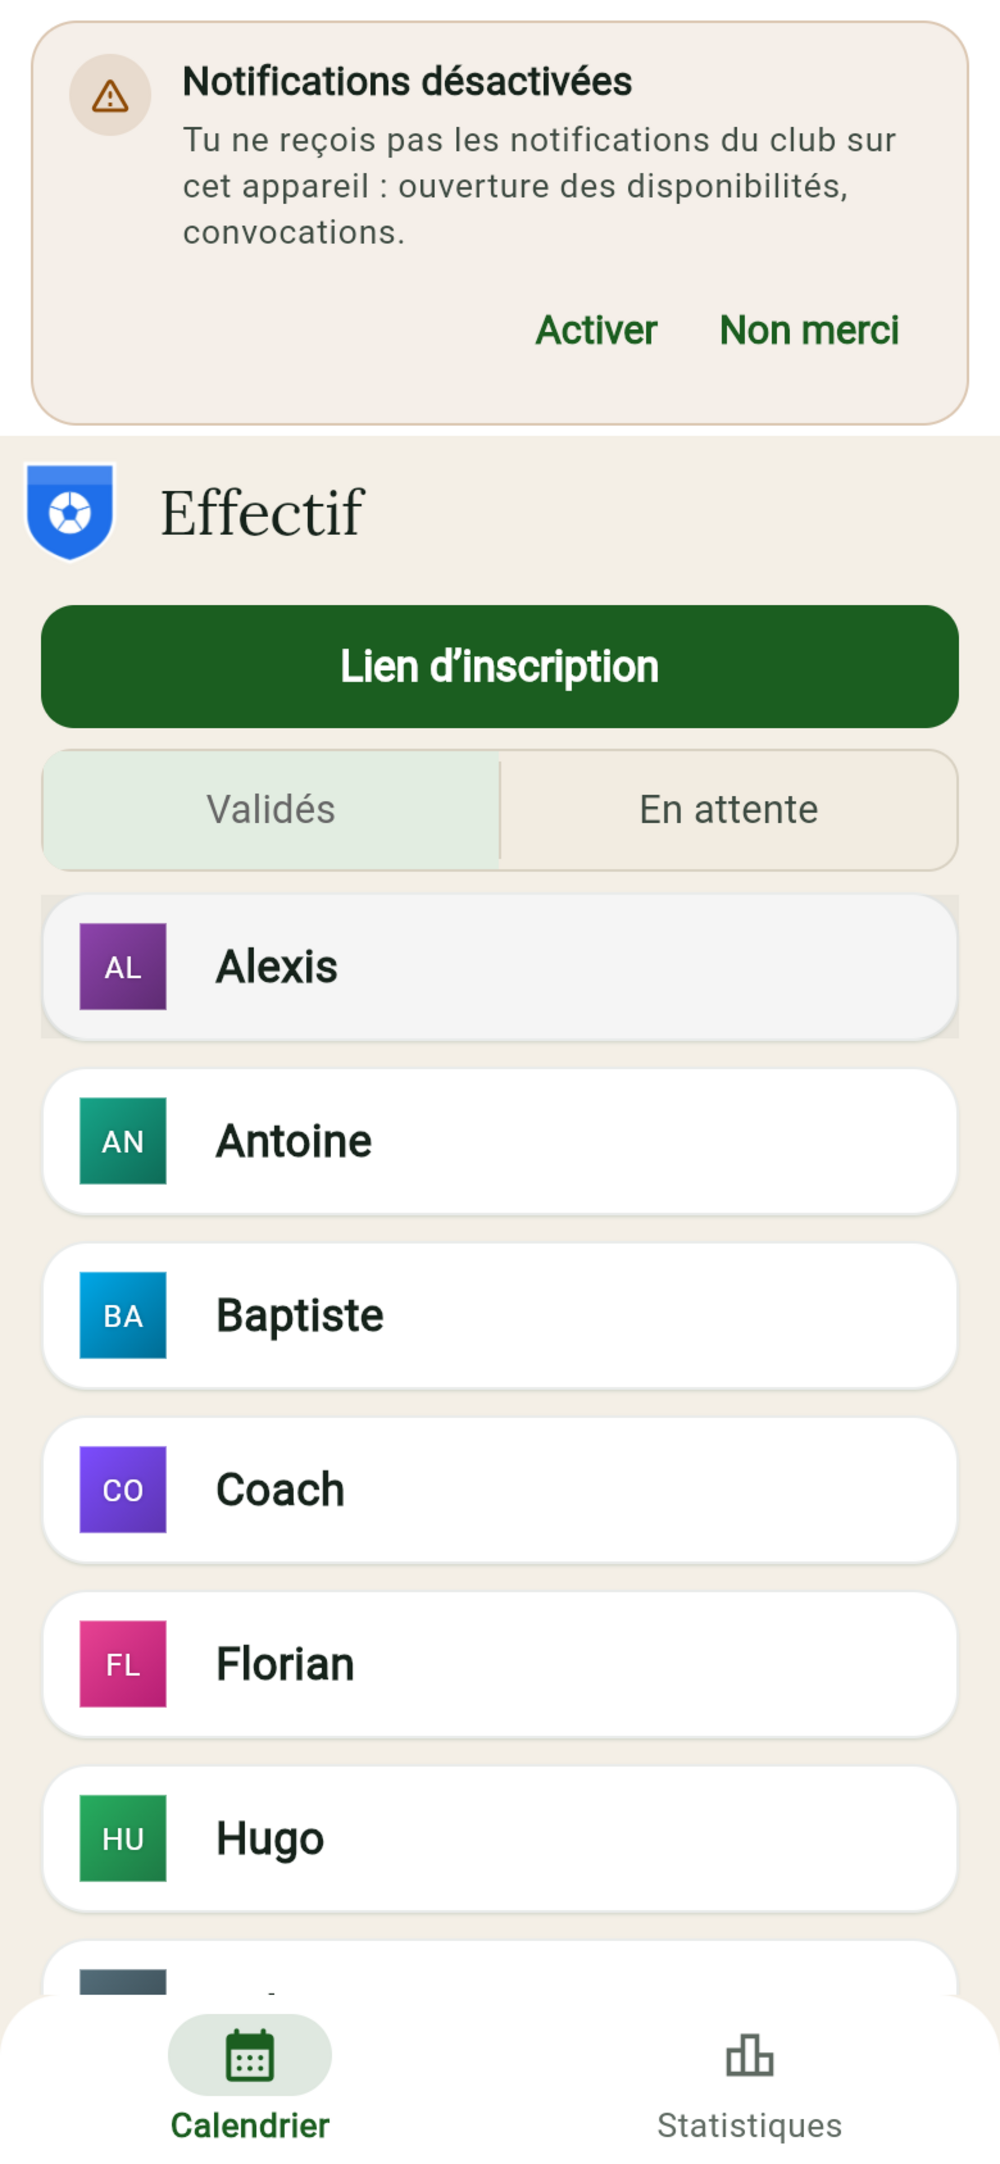 Notifications désactivées
Tu ne reçois pas les notifications du club sur
cet appareil : ouverture des disponibilités,
convocations.
Activer Non merci
Effectif
Lien d’inscription
Validés En attente
AL Alexis
AN Antoine
BA Baptiste
CO Coach
FL Florian
HU Hugo
Calendrier Statistiques